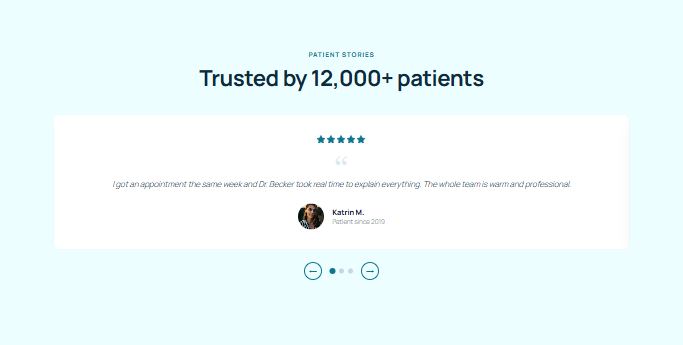 PATIENT STORIES
Trusted by 12,000+ patients
“
I got an appointment the same week and Dr. Becker took real time to explain everything. The whole team is warm and professional.
Katrin M.
Patient since 2019